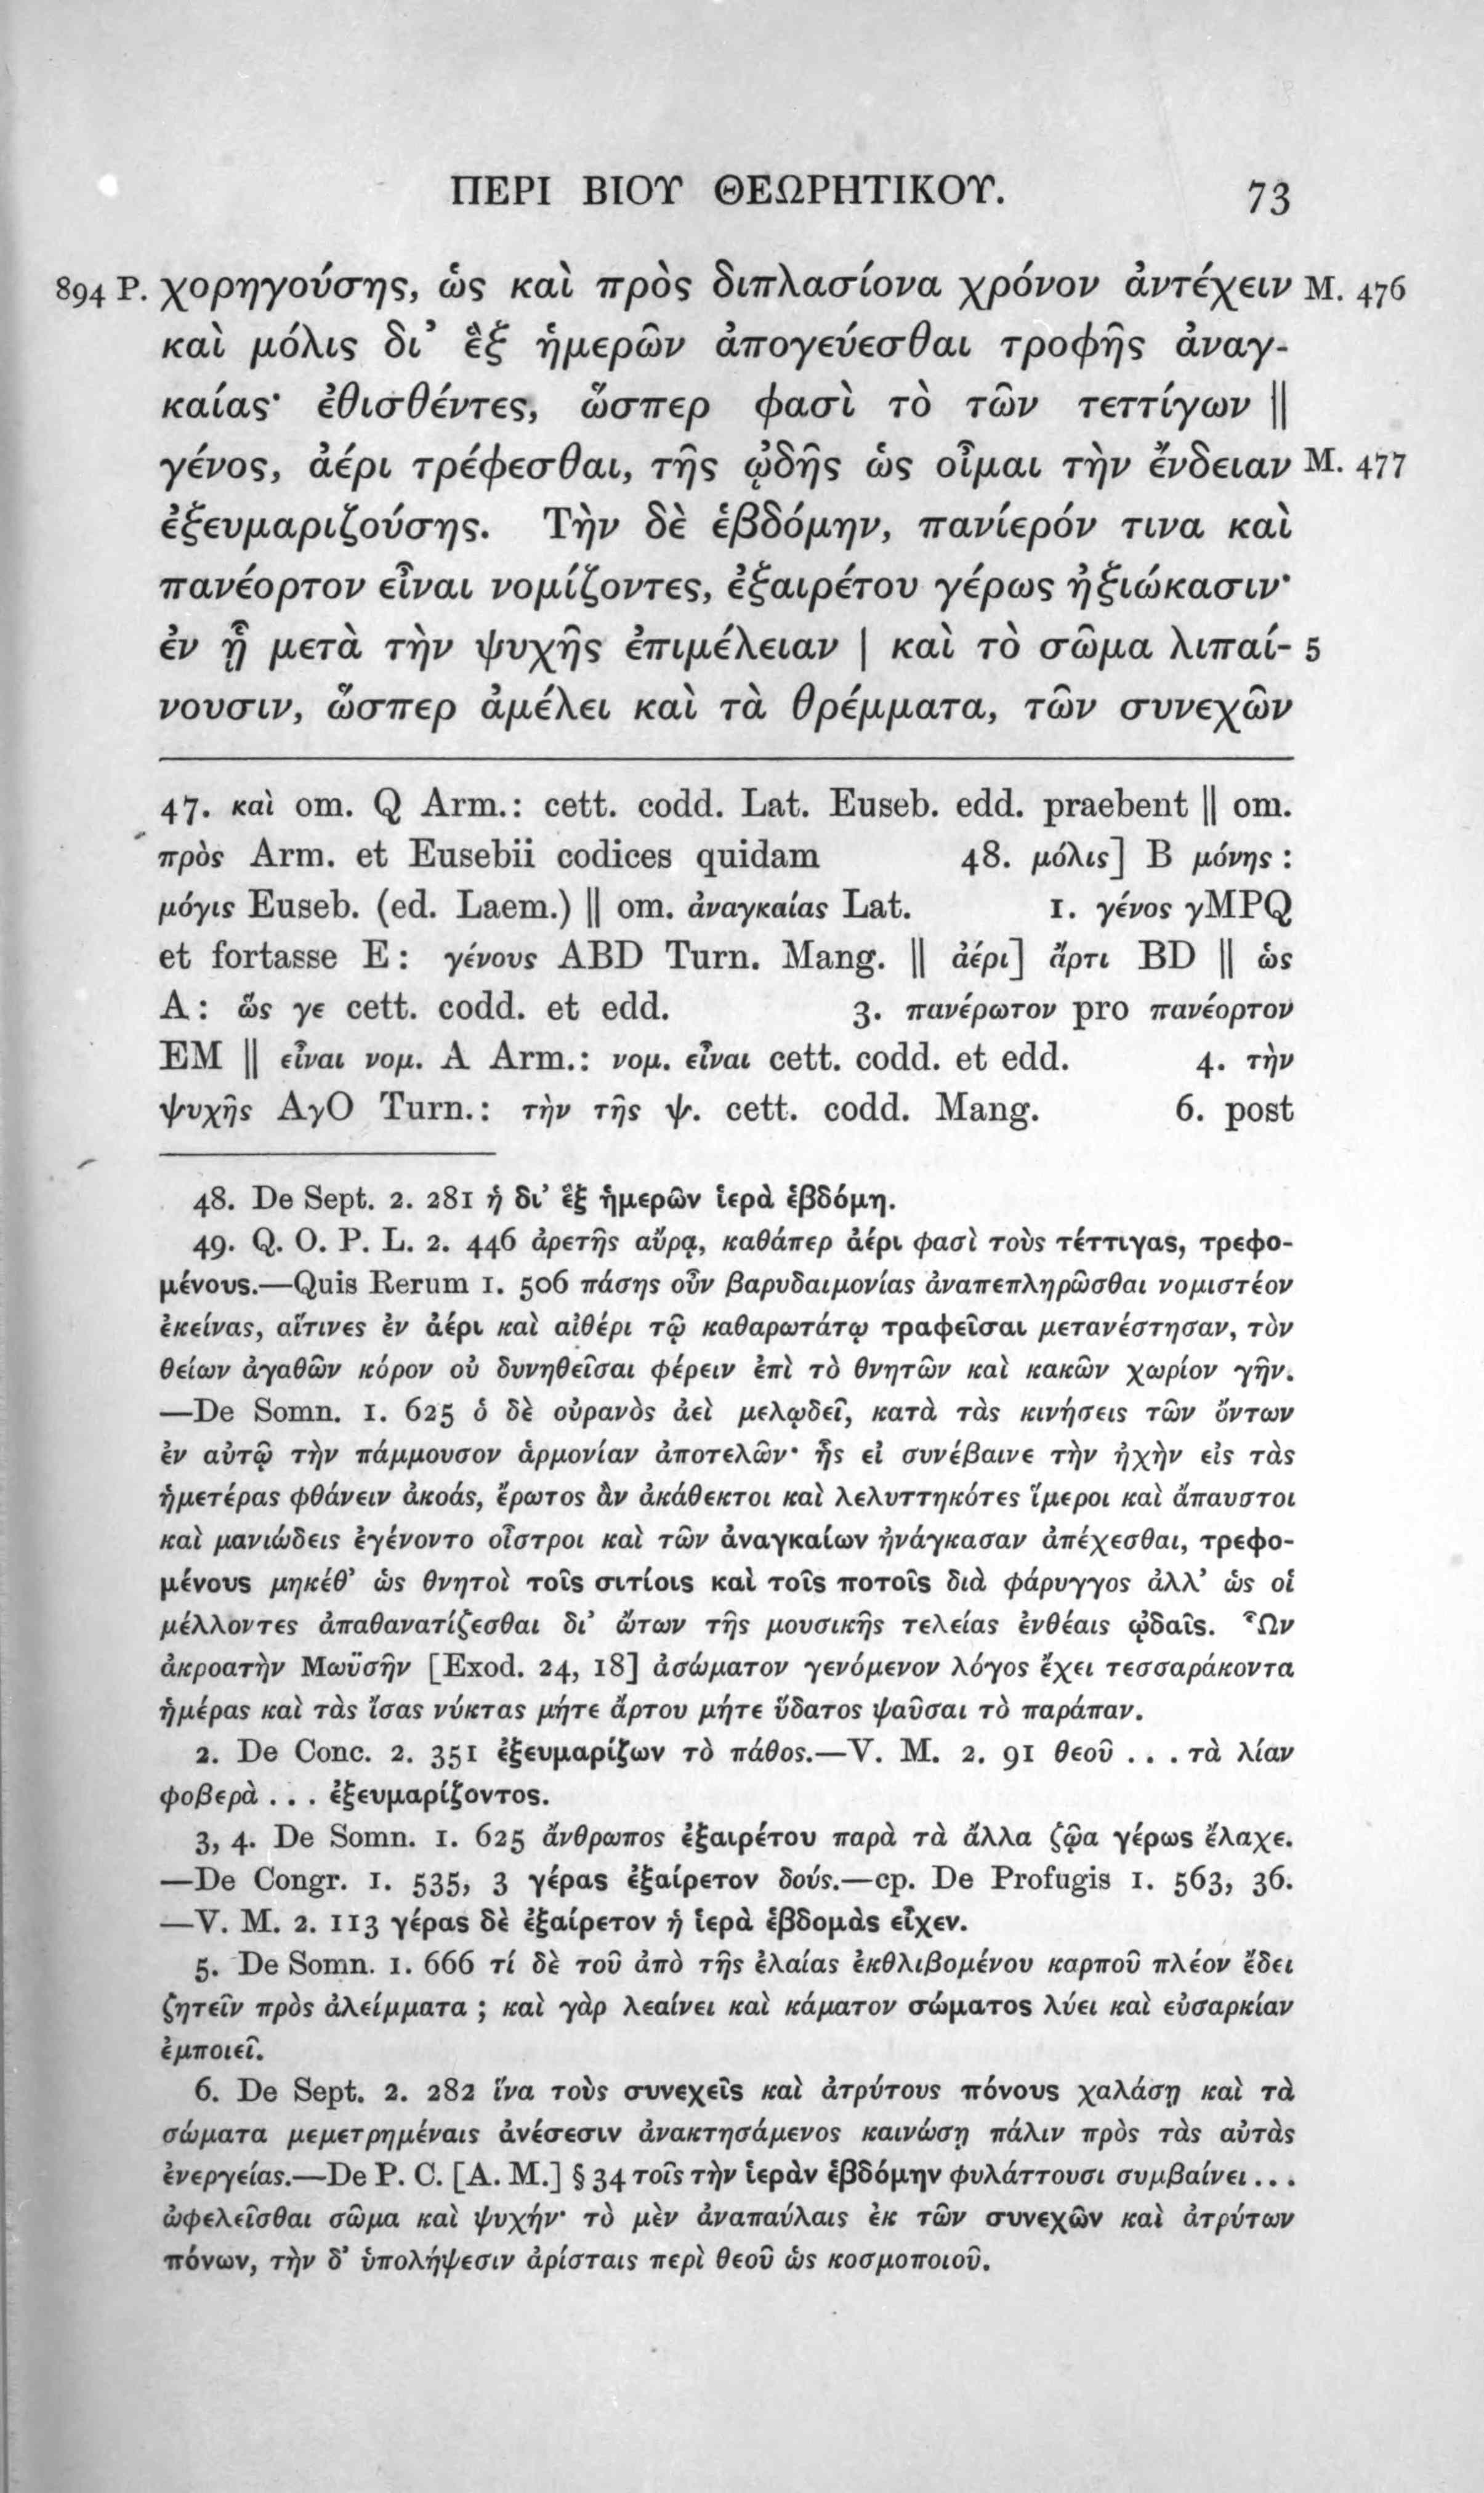 ΠΕΡΙ ΒΙΟΥ ΘΕΩΡΗΤΙΚΟΥ. 73
894 P. χορηγούσης, ὡς καὶ πρὸς διπλασίονα χρόνον ἀντέχειν M. 476
καὶ μόλις δι’ ἓξ ἡμερῶν ἀπογεύεσθαι τροφῆς ἀναγ-
καίας· ἐθισθέντες, ὥσπερ φασὶ τὸ τῶν τεττίγων ||
γένος, ἀέρι τρέφεσθαι, τῆς ᾠδῆς ὡς οἶμαι τὴν ἔνδειαν M. 477
ἐξευμαριζούσης. Τὴν δὲ ἑβδόμην, πανίερόν τινα καὶ
πανέορτον εἶναι νομίζοντες, ἐξαιρέτου γέρως ἠξιώκασιν·
ἐν ᾗ μετὰ τὴν ψυχῆς ἐπιμέλειαν | καὶ τὸ σῶμα λιπαί- 5
νουσιν, ὥσπερ ἀμέλει καὶ τὰ θρέμματα, τῶν συνεχῶν
47. καὶ om. Q Arm.: cett. codd. Lat. Euseb. edd. praebent || om.
πρὸς Arm. et Eusebii codices quidam 48. μόλις] B μόνης :
μόγις Euseb. (ed. Laem.) || om. ἀναγκαίας Lat. 1. γένος γMPQ
et fortasse E: γένους ABD Turn. Mang. || ἀέρι] ἄρτι BD || ὡς
A: ὥς γε cett. codd. et edd. 3. πανέρωτον pro πανέορτον
EM || εἶναι νομ. A Arm.: νομ. εἶναι cett. codd. et edd. 4. τὴν
ψυχῆς AγO Turn.: τὴν τῆς ψ. cett. codd. Mang. 6. post
48. De Sept. 2. 281 ἡ δι’ ἓξ ἡμερῶν ἱερὰ ἑβδόμη.
49. Q. O. P. L. 2. 446 ἀρετῆς αὔρᾳ, καθάπερ ἀέρι φασὶ τοὺς τέττιγας, τρεφο-
μένους.—Quis Rerum 1. 506 πάσης οὖν βαρυδαιμονίας ἀναπεπληρῶσθαι νομιστέον
ἐκείνας, αἵτινες ἐν ἀέρι καὶ αἰθέρι τῷ καθαρωτάτῳ τραφεῖσαι μετανέστησαν, τὸν
θείων ἀγαθῶν κόρον οὐ δυνηθεῖσαι φέρειν ἐπὶ τὸ θνητῶν καὶ κακῶν χωρίον γῆν.
—De Somn. 1. 625 ὁ δὲ οὐρανὸς ἀεὶ μελῳδεῖ, κατὰ τὰς κινήσεις τῶν ὄντων
ἐν αὐτῷ τὴν πάμμουσον ἁρμονίαν ἀποτελῶν· ἧς εἰ συνέβαινε τὴν ἠχὴν εἰς τὰς
ἡμετέρας φθάνειν ἀκοάς, ἔρωτος ἂν ἀκάθεκτοι καὶ λελυττηκότες ἵμεροι καὶ ἄπαυστοι
καὶ μανιώδεις ἐγένοντο οἶστροι καὶ τῶν ἀναγκαίων ἠνάγκασαν ἀπέχεσθαι, τρεφο-
μένους μηκέθ’ ὡς θνητοὶ τοῖς σιτίοις καὶ τοῖς ποτοῖς διὰ φάρυγγος ἀλλ’ ὡς οἱ
μέλλοντες ἀπαθανατίζεσθαι δι’ ὤτων τῆς μουσικῆς τελείας ἐνθέαις ᾠδαῖς. Ὧν
ἀκροατὴν Μωϋσῆν [Exod. 24, 18] ἀσώματον γενόμενον λόγος ἔχει τεσσαράκοντα
ἡμέρας καὶ τὰς ἴσας νύκτας μήτε ἄρτου μήτε ὕδατος ψαῦσαι τὸ παράπαν.
2. De Conc. 2. 351 ἐξευμαρίζων τὸ πάθος.—V. M. 2. 91 θεοῦ . . . τὰ λίαν
φοβερὰ . . . ἐξευμαρίζοντος.
3, 4. De Somn. 1. 625 ἄνθρωπος ἐξαιρέτου παρὰ τὰ ἄλλα ζῷα γέρως ἔλαχε.
—De Congr. 1. 535, 3 γέρας ἐξαίρετον δούς.—cp. De Profugis 1. 563, 36.
—V. M. 2. 113 γέρας δὲ ἐξαίρετον ἡ ἱερὰ ἑβδομὰς εἶχεν.
5. De Somn. 1. 666 τί δὲ τοῦ ἀπὸ τῆς ἐλαίας ἐκθλιβομένου καρποῦ πλέον ἔδει
ζητεῖν πρὸς ἀλείμματα ; καὶ γὰρ λεαίνει καὶ κάματον σώματος λύει καὶ εὐσαρκίαν
ἐμποιεῖ.
6. De Sept. 2. 282 ἵνα τοὺς συνεχεῖς καὶ ἀτρύτους πόνους χαλάσῃ καὶ τὰ
σώματα μεμετρημέναις ἀνέσεσιν ἀνακτησάμενος καινώσῃ πάλιν πρὸς τὰς αὐτὰς
ἐνεργείας.—De P. C. [A. M.] § 34 τοῖς τὴν ἱερὰν ἑβδόμην φυλάττουσι συμβαίνει . . .
ὠφελεῖσθαι σῶμα καὶ ψυχήν· τὸ μὲν ἀναπαύλαις ἐκ τῶν συνεχῶν καὶ ἀτρύτων
πόνων, τὴν δ’ ὑπολήψεσιν ἀρίσταις περὶ θεοῦ ὡς κοσμοποιοῦ.